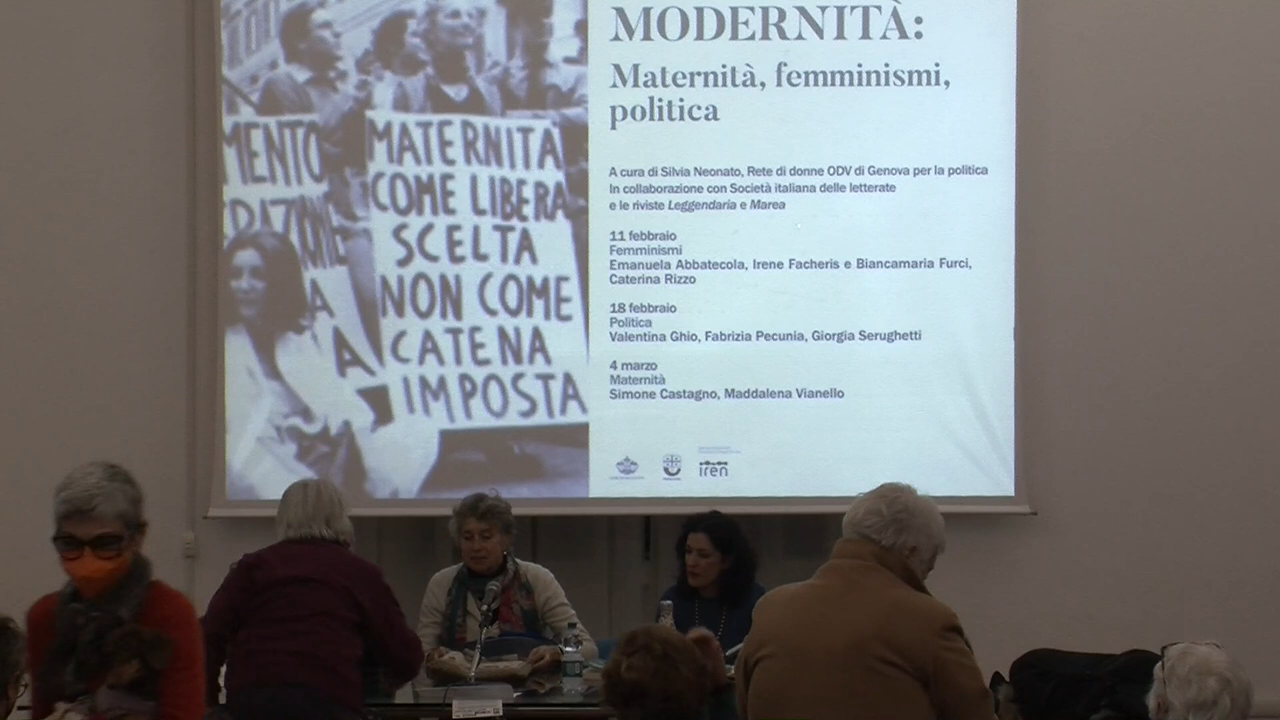 MENTO
RAZIONE
A
A
MATERNITÀ
COME LIBERA
SCELTA
NON COME
CATENA
IMPOSTA
MODERNITÀ:
Maternità, femminismi,
politica
A cura di Silvia Neonato, Rete di donne ODV di Genova per la politica
In collaborazione con Società italiana delle letterate
e le riviste Leggendaria e Marea
11 febbraio
Femminismi
Emanuela Abbatecola, Irene Facheris e Biancamaria Furci,
Caterina Rizzo
18 febbraio
Politica
Valentina Ghio, Fabrizia Pecunia, Giorgia Serughetti
4 marzo
Maternità
Simone Castagno, Maddalena Vianello
iren